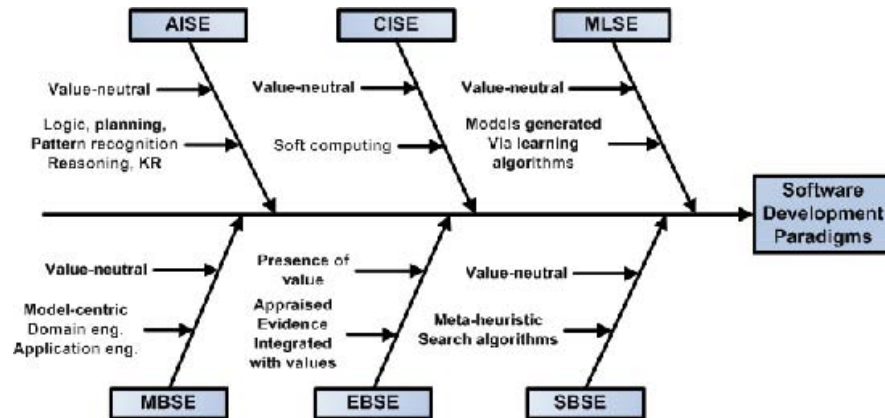 AISE
CISE
MLSE
Value-neutral
Logic, planning,
Pattern recognition
Reasoning, KR
Value-neutral
Soft computing
Value-neutral
Models generated
Via learning
algorithms
Software
Development
Paradigms
Value-neutral
Model-centric
Domain eng.
Application eng.
Presence of
value
Appraised
Evidence
Integrated
with values
Value-neutral
Meta-heuristic
Search algorithms
MBSE
EBSE
SBSE